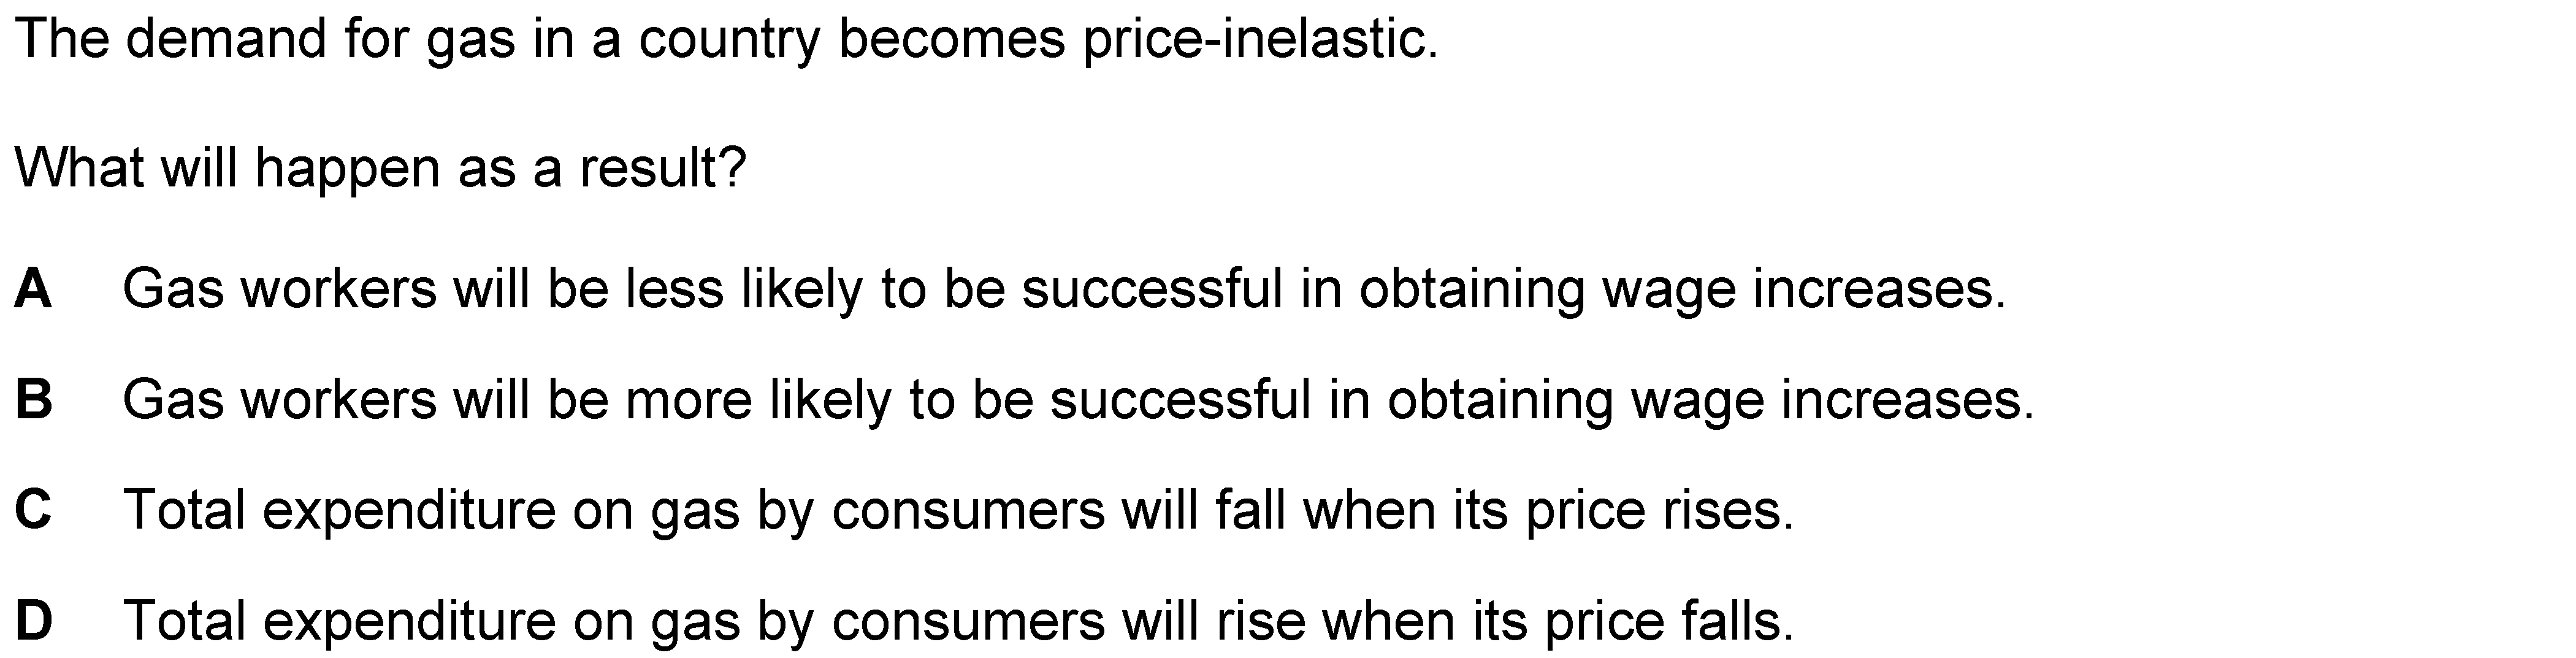 The demand for gas in a country becomes price-inelastic.
What will happen as a result?
A Gas workers will be less likely to be successful in obtaining wage increases.
B Gas workers will be more likely to be successful in obtaining wage increases.
C Total expenditure on gas by consumers will fall when its price rises.
D Total expenditure on gas by consumers will rise when its price falls.